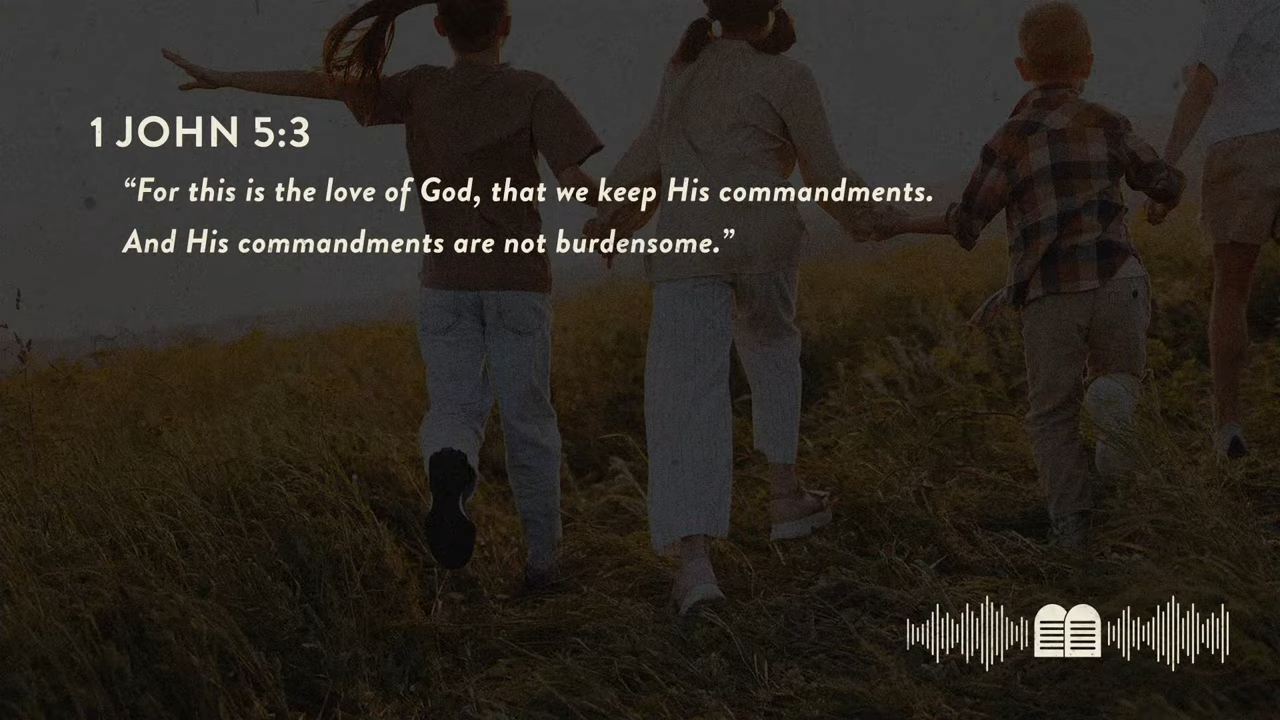 1 JOHN 5:3
“For this is the love of God, that we keep His commandments.
And His commandments are not burdensome.”